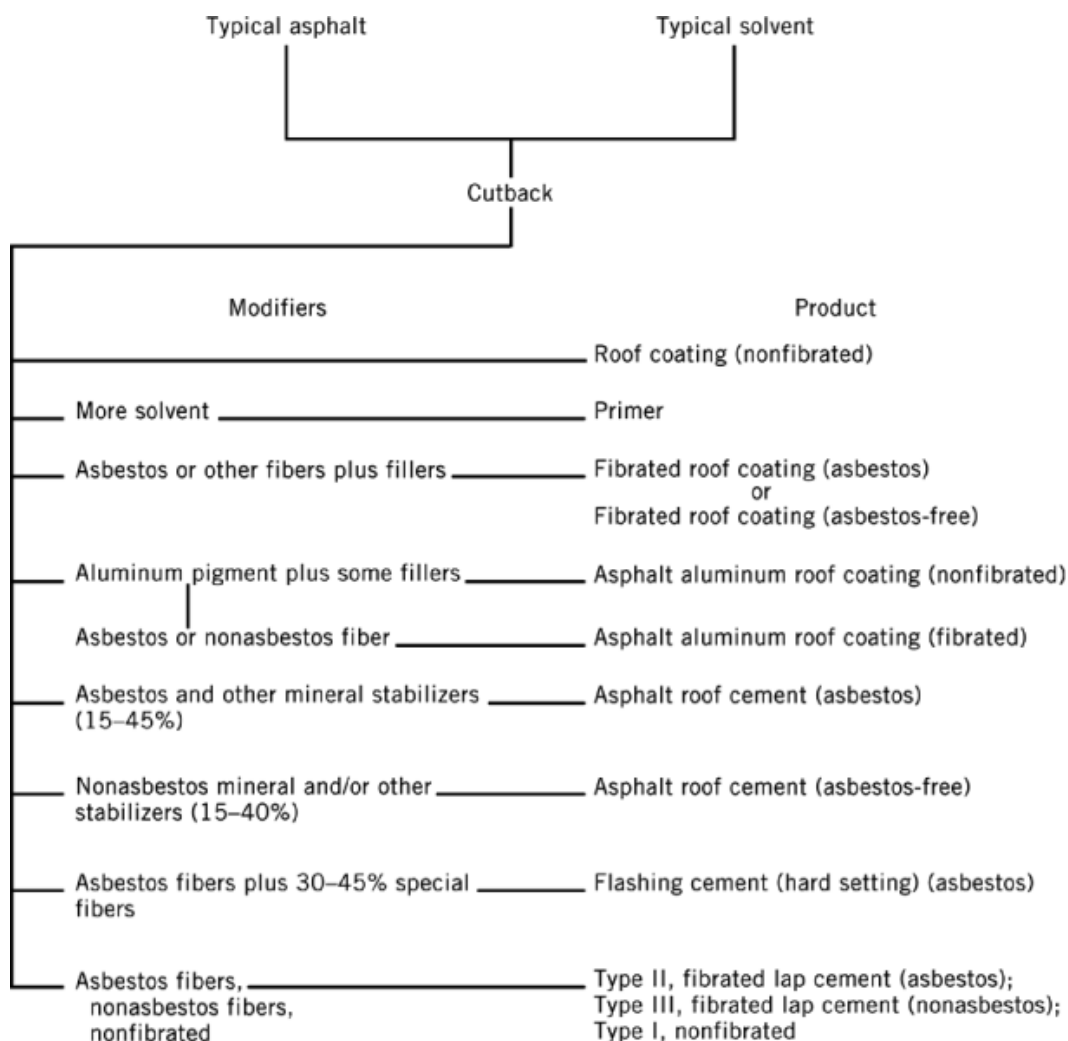 Typical asphalt
Typical solvent
Cutback
Modifiers
Product
Roof coating (nonfibrated)
More solvent
Primer
Asbestos or other fibers plus fillers
Fibrated roof coating (asbestos)
or
Fibrated roof coating (asbestos-free)
Aluminum pigment plus some fillers
Asphalt aluminum roof coating (nonfibrated)
Asbestos or nonasbestos fiber
Asphalt aluminum roof coating (fibrated)
Asbestos and other mineral stabilizers
(15–45%)
Asphalt roof cement (asbestos)
Nonasbestos mineral and/or other
stabilizers (15–40%)
Asphalt roof cement (asbestos-free)
Asbestos fibers plus 30–45% special
fibers
Flashing cement (hard setting) (asbestos)
Asbestos fibers,
nonasbestos fibers,
nonfibrated
Type II, fibrated lap cement (asbestos);
Type III, fibrated lap cement (nonasbestos);
Type I, nonfibrated